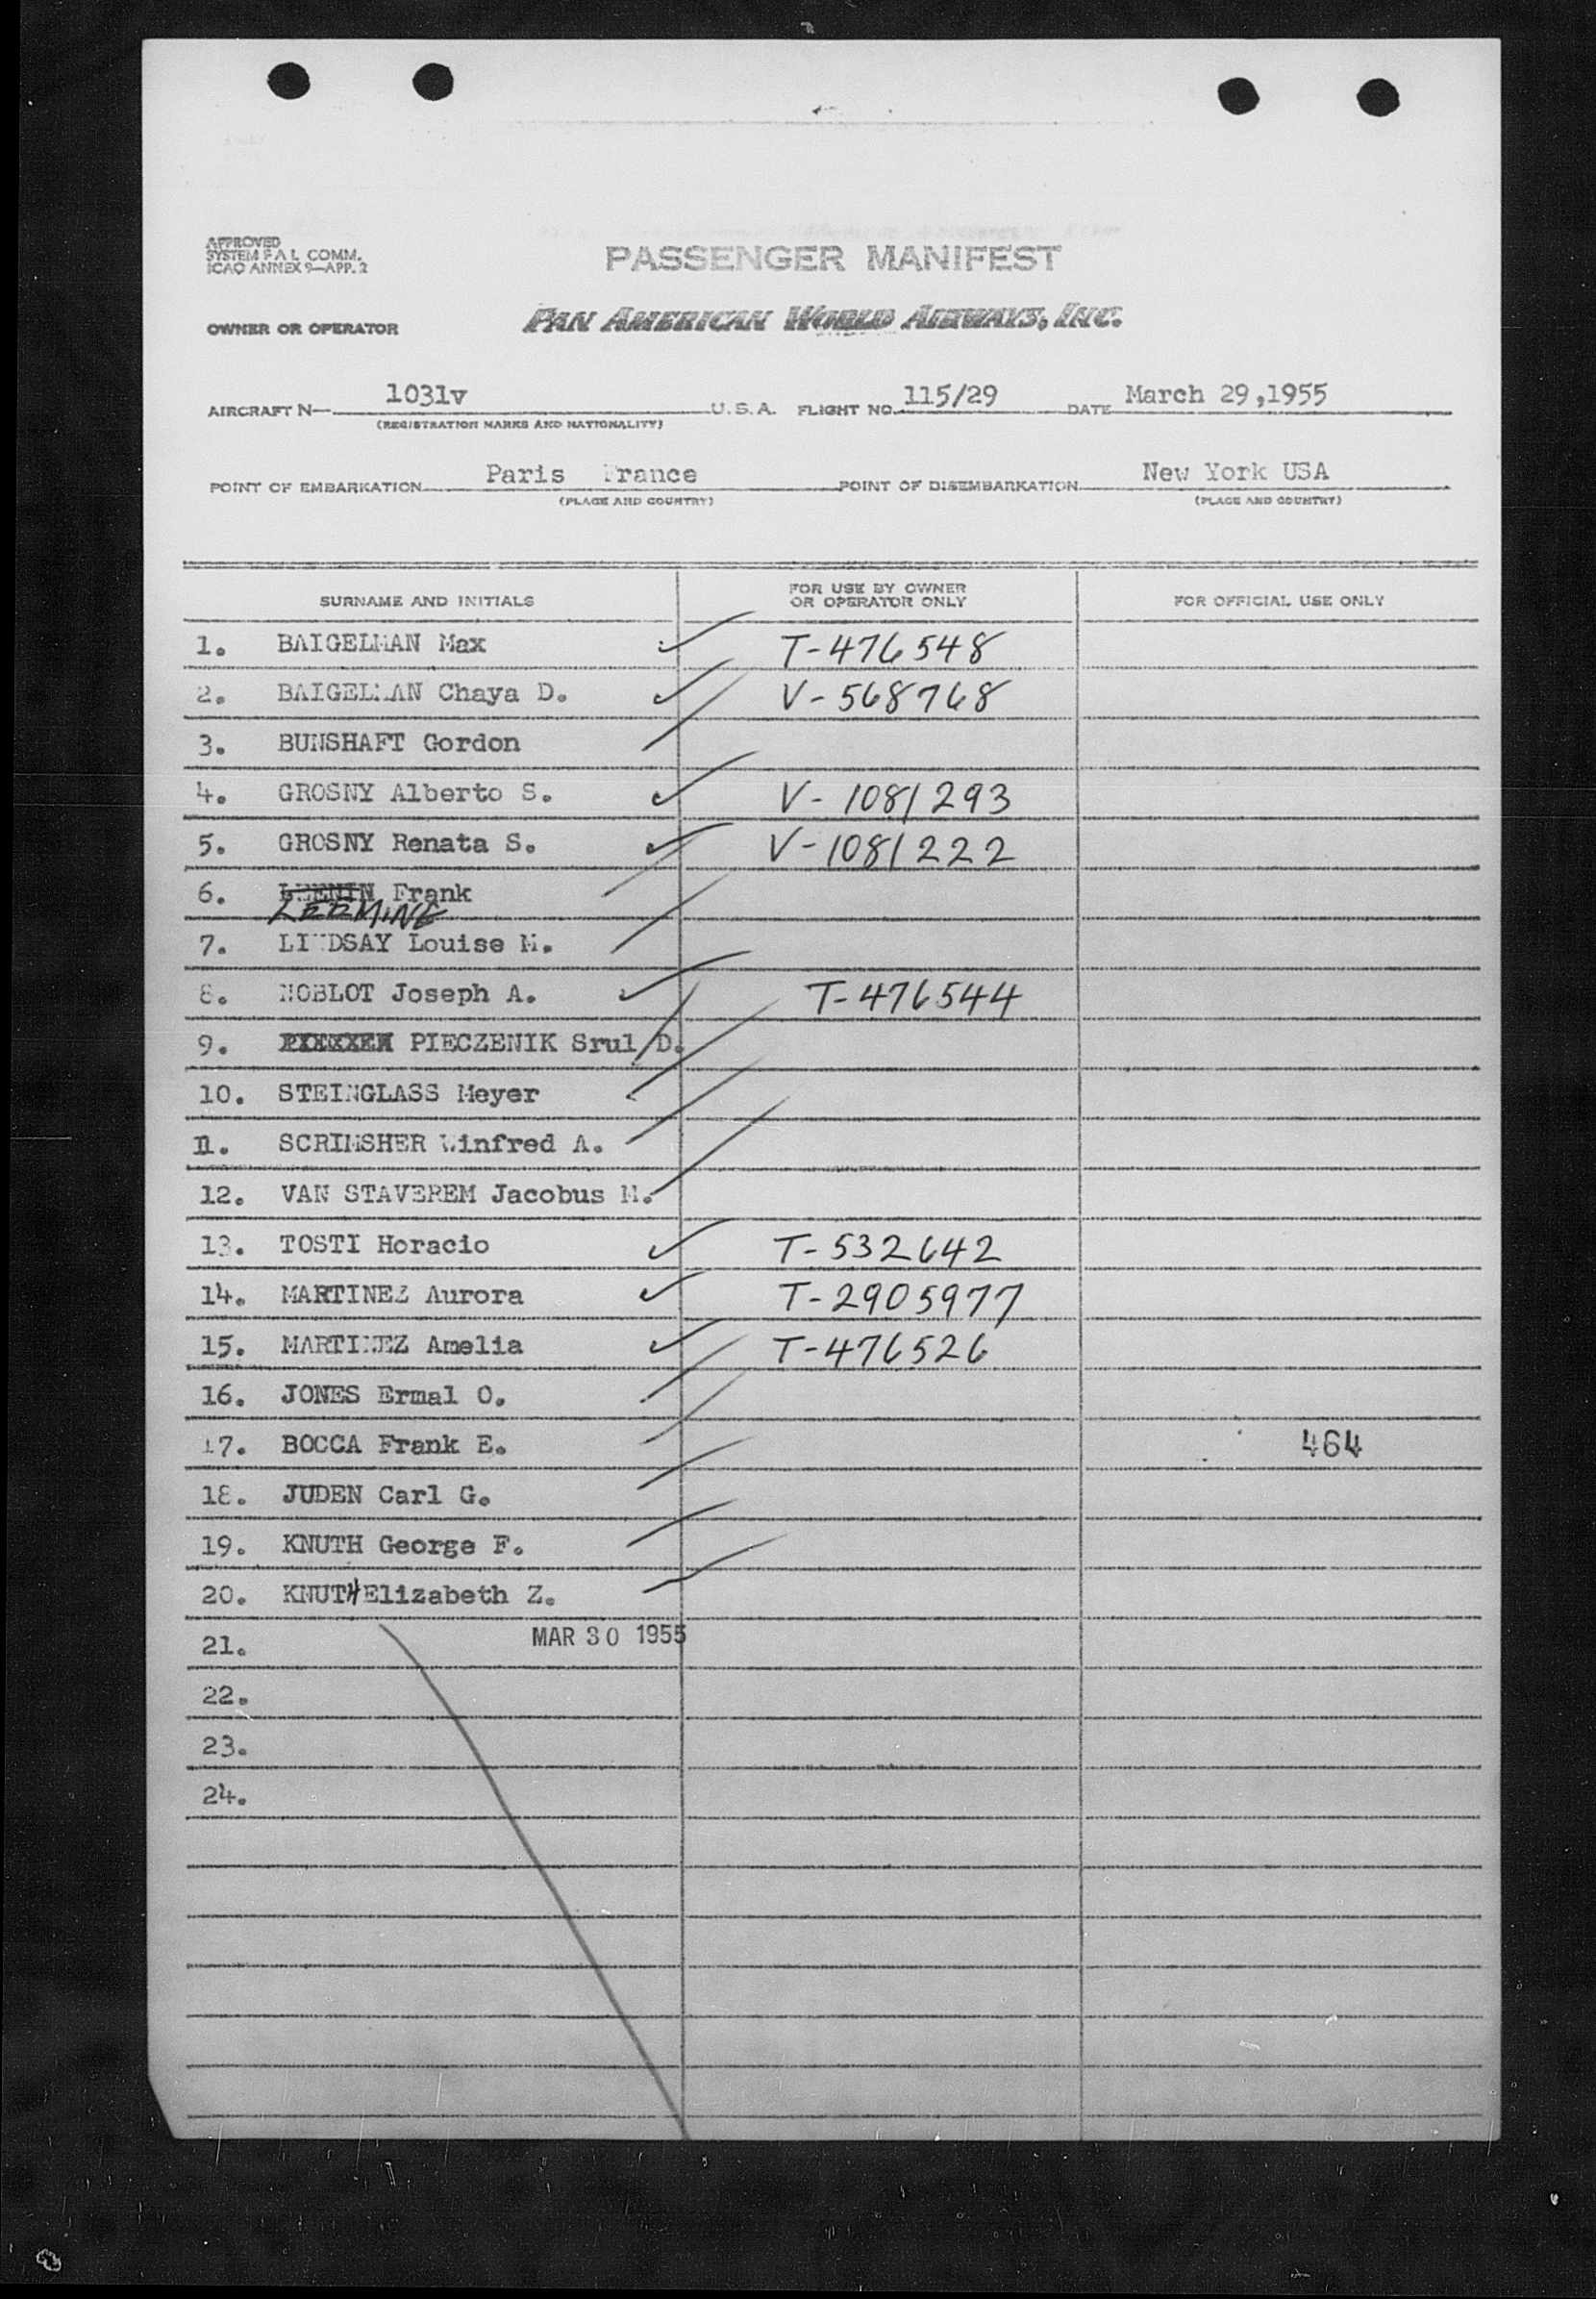 APPROVED
SYSTEM F A L COMM.
ICAO ANNEX 9—APP. 2
PASSENGER MANIFEST
OWNER OR OPERATOR PAN AMERICAN WORLD AIRWAYS, INC.
AIRCRAFT N— 1031v U.S.A. FLIGHT NO. 115/29 DATE March 29,1955
(REGISTRATION MARKS AND NATIONALITY)
POINT OF EMBARKATION Paris France POINT OF DISEMBARKATION New York USA
(PLACE AND COUNTRY) (PLACE AND COUNTRY)
SURNAME AND INITIALS FOR USE BY OWNER OR OPERATOR ONLY FOR OFFICIAL USE ONLY
1. BAIGELMAN Max T-476548
2. BAIGELMAN Chaya D. V-568768
3. BUNSHAFT Gordon
4. GROSNY Alberto S. V-1081293
5. GROSNY Renata S. V-1081222
6. Frank
LEEMING
7. LINDSAY Louise M.
8. NOBLOT Joseph A. T-476544
9. PIECZENIK Srul D.
10. STEINGLASS Meyer
11. SCRIMSHER Winfred A.
12. VAN STAVEREM Jacobus M.
13. TOSTI Horacio T-532642
14. MARTINEZ Aurora T-2905977
15. MARTINEZ Amelia T-476526
16. JONES Ermal O.
17. BOCCA Frank E. 464
18. JUDEN Carl G.
19. KNUTH George F.
20. KNUTH Elizabeth Z.
21. MAR 30 1955
22.
23.
24.